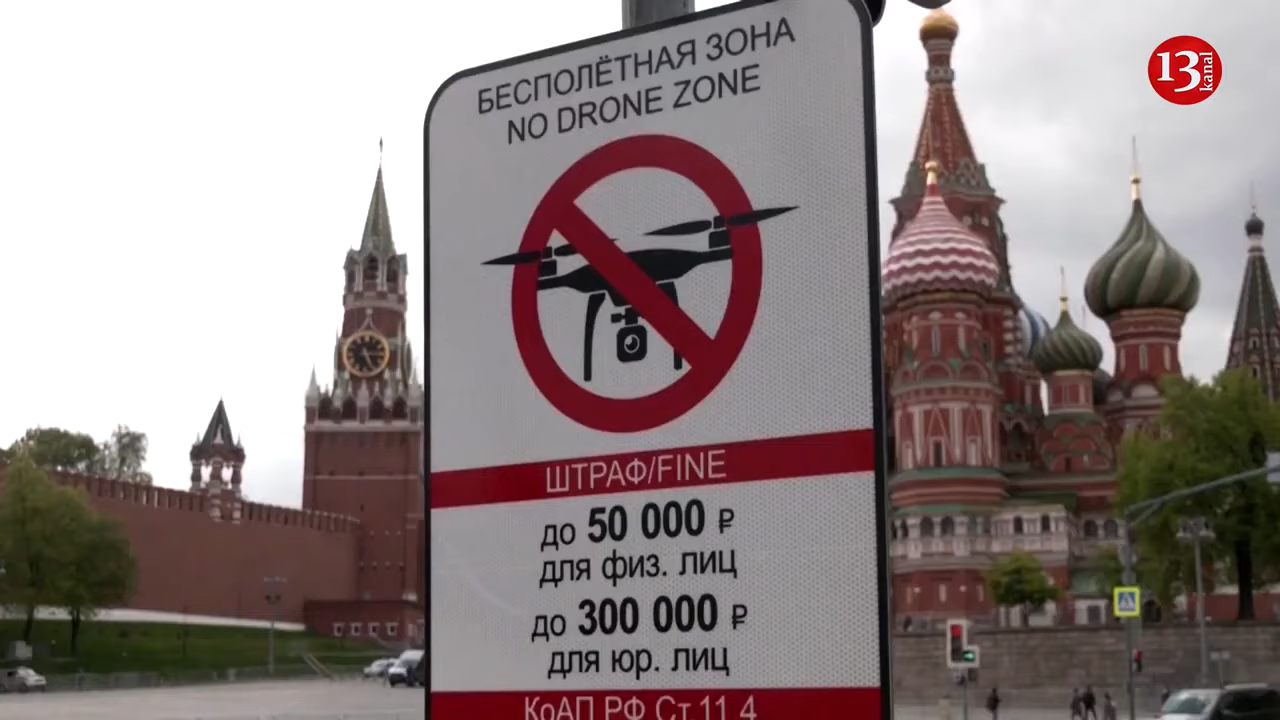 БЕСПОЛЁТНАЯ ЗОНА
NO DRONE ZONE
ШТРАФ/FINE
до 50 000 ₽
для физ. лиц
до 300 000 ₽
для юр. лиц
КоАП РФ Ст.11.4
13 kanal